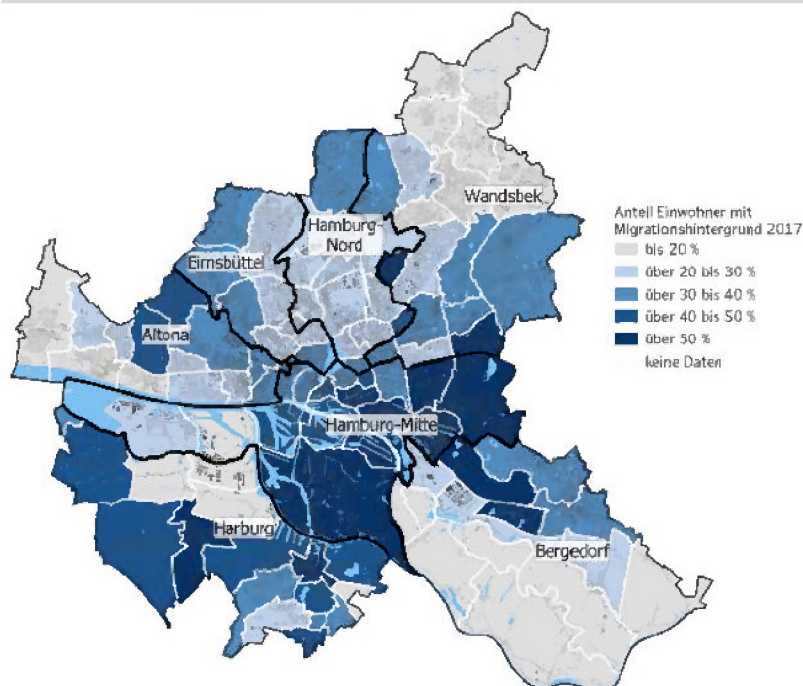 Wandsbek
Hamburg-
Nord
Eimsbüttel
Altona
Hamburg-Mitte
Harburg
Bergedorf
Anteil Einwohner mit
Migrationshintergrund 2017
bis 20 %
über 20 bis 30 %
über 30 bis 40 %
über 40 bis 50 %
über 50 %
keine Daten